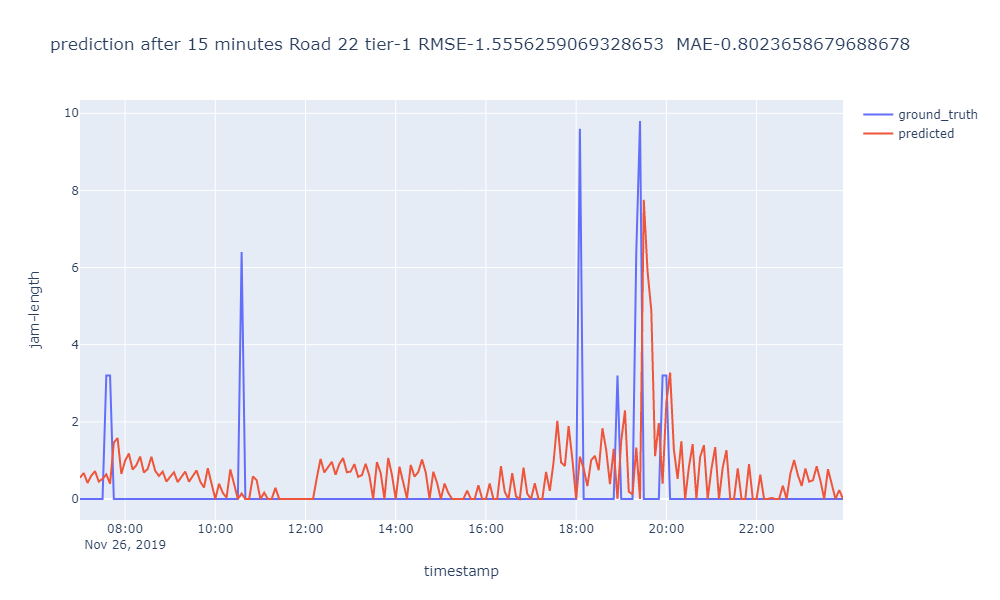 prediction after 15 minutes Road 22 tier-1 RMSE-1.5556259069328653  MAE-0.8023658679688678
ground_truth
predicted
10
8
6
4
2
0
jam-length
08:00 10:00 12:00 14:00 16:00 18:00 20:00 22:00
Nov 26, 2019
timestamp